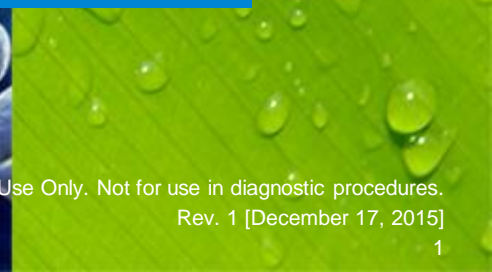 Use Only. Not for use in diagnostic procedures.
Rev. 1 [December 17, 2015]
1